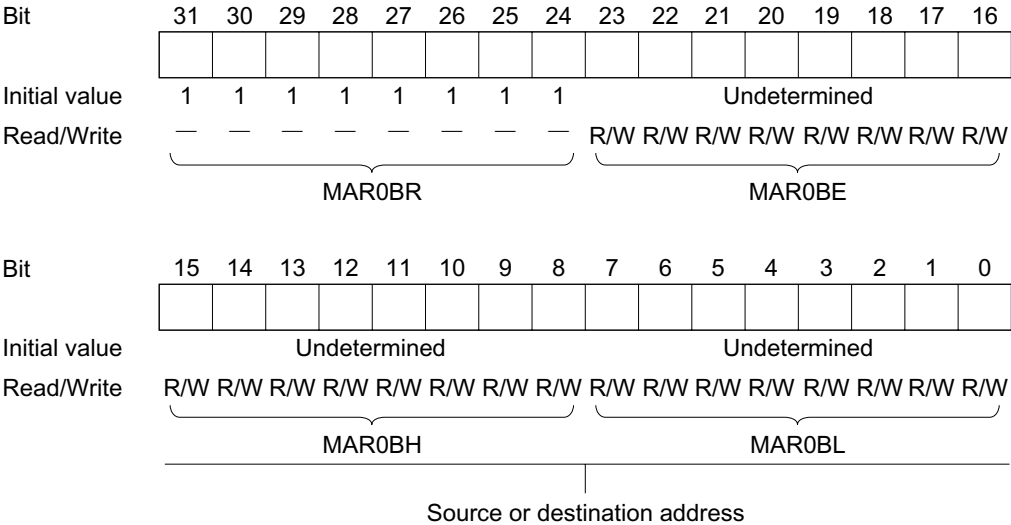 Bit 31 30 29 28 27 26 25 24 23 22 21 20 19 18 17 16
Initial value 1 1 1 1 1 1 1 1 Undetermined
Read/Write — — — — — — — — R/W R/W R/W R/W R/W R/W R/W R/W
MAR0BR MAR0BE
Bit 15 14 13 12 11 10 9 8 7 6 5 4 3 2 1 0
Initial value Undetermined Undetermined
Read/Write R/W R/W R/W R/W R/W R/W R/W R/W R/W R/W R/W R/W R/W R/W R/W R/W
MAR0BH MAR0BL
Source or destination address